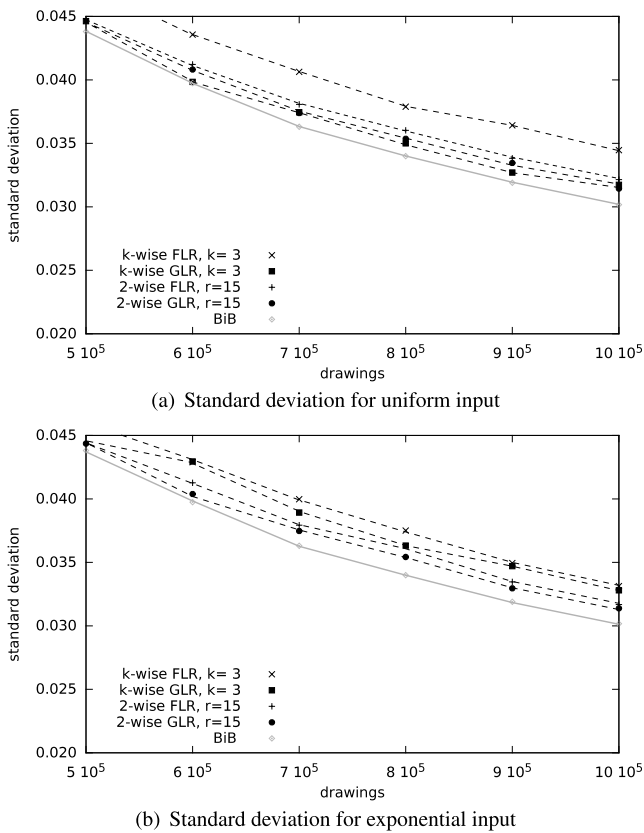 0.045
0.040
0.035
0.030
0.025
0.020
standard deviation
k-wise FLR, k= 3
k-wise GLR, k= 3
2-wise FLR, r=15
2-wise GLR, r=15
BiB
5 10^5 6 10^5 7 10^5 8 10^5 9 10^5 10 10^5
drawings
(a) Standard deviation for uniform input
0.045
0.040
0.035
0.030
0.025
0.020
standard deviation
k-wise FLR, k= 3
k-wise GLR, k= 3
2-wise FLR, r=15
2-wise GLR, r=15
BiB
5 10^5 6 10^5 7 10^5 8 10^5 9 10^5 10 10^5
drawings
(b) Standard deviation for exponential input